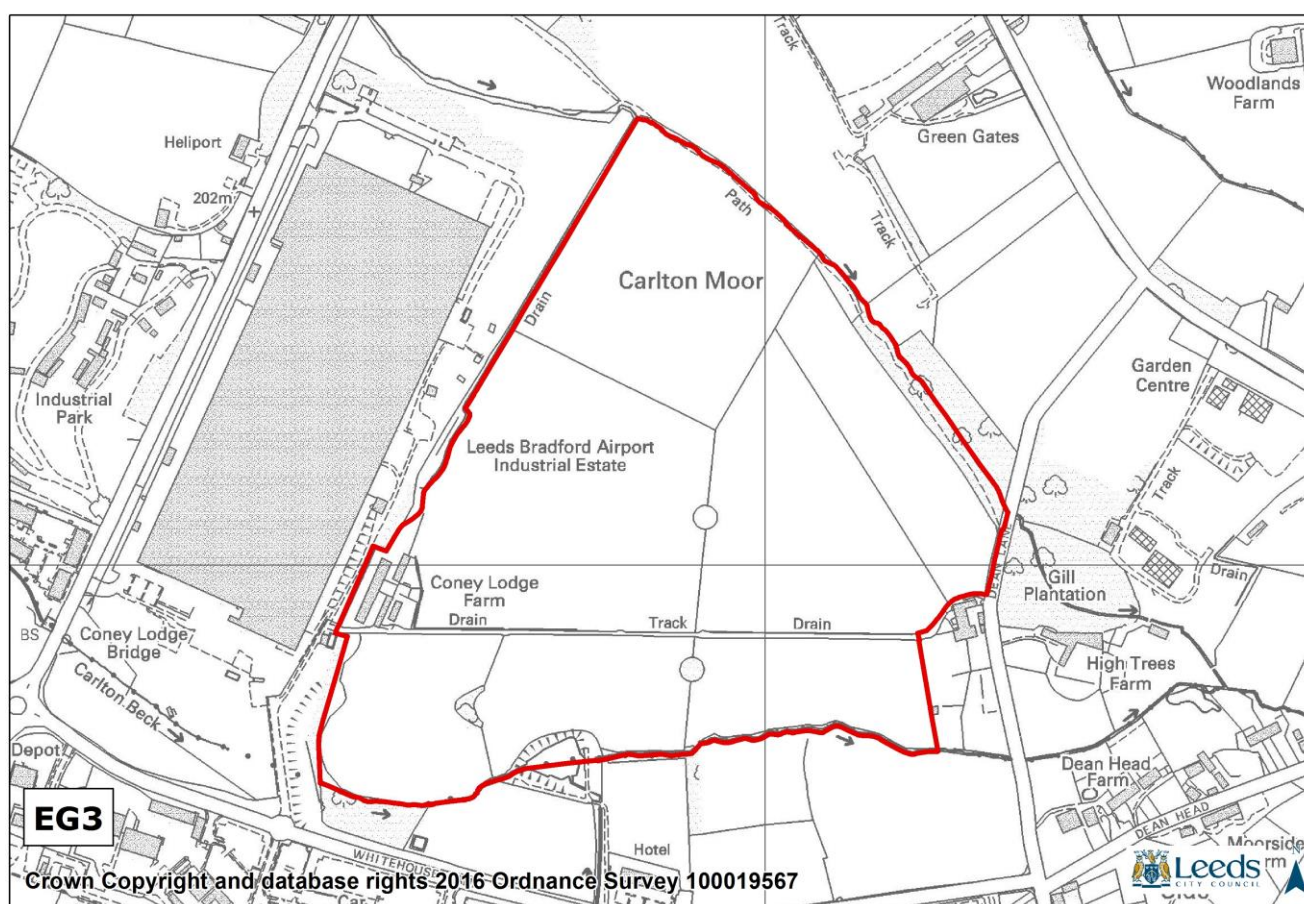 Track
Woodlands
Farm
Heliport
202m
Green Gates
Path
Track
Carlton Moor
Drain
Garden
Centre
Industrial
Park
Leeds Bradford Airport
Industrial Estate
Track
DEAN LANE
Coney Lodge
Farm
Gill
Plantation
Drain
Drain
Track
Drain
BS
Coney Lodge
Bridge
Carlton Beck
High Trees
Farm
Depot
Dean Head
Farm
EG3
DEAN HEAD
Moorside
WHITEHOUSE
Hotel
Crown Copyright and database rights 2016 Ordnance Survey 100019567
Leeds
CITY COUNCIL
N